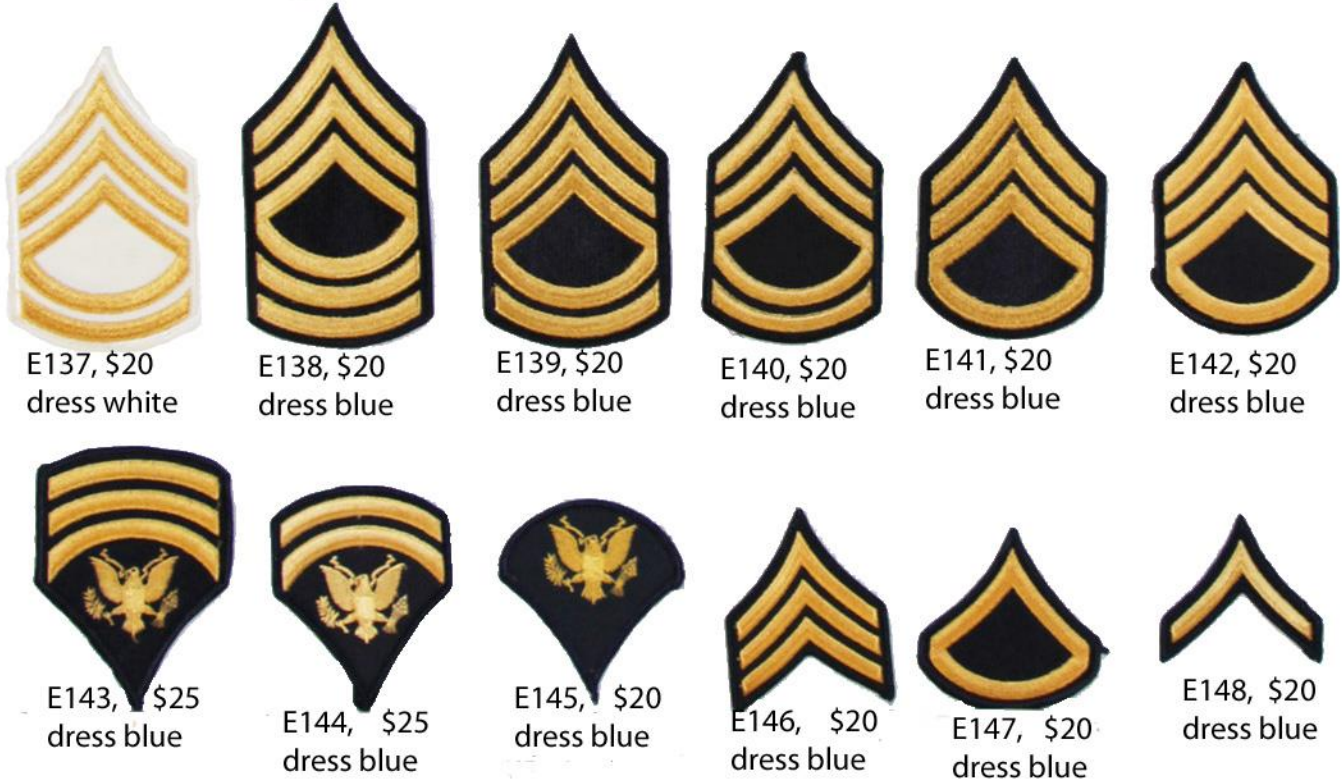 E137, $20
dress white
E138, $20
dress blue
E139, $20
dress blue
E140, $20
dress blue
E141, $20
dress blue
E142, $20
dress blue
E143, $25
dress blue
E144, $25
dress blue
E145, $20
dress blue
E146, $20
dress blue
E147, $20
dress blue
E148, $20
dress blue